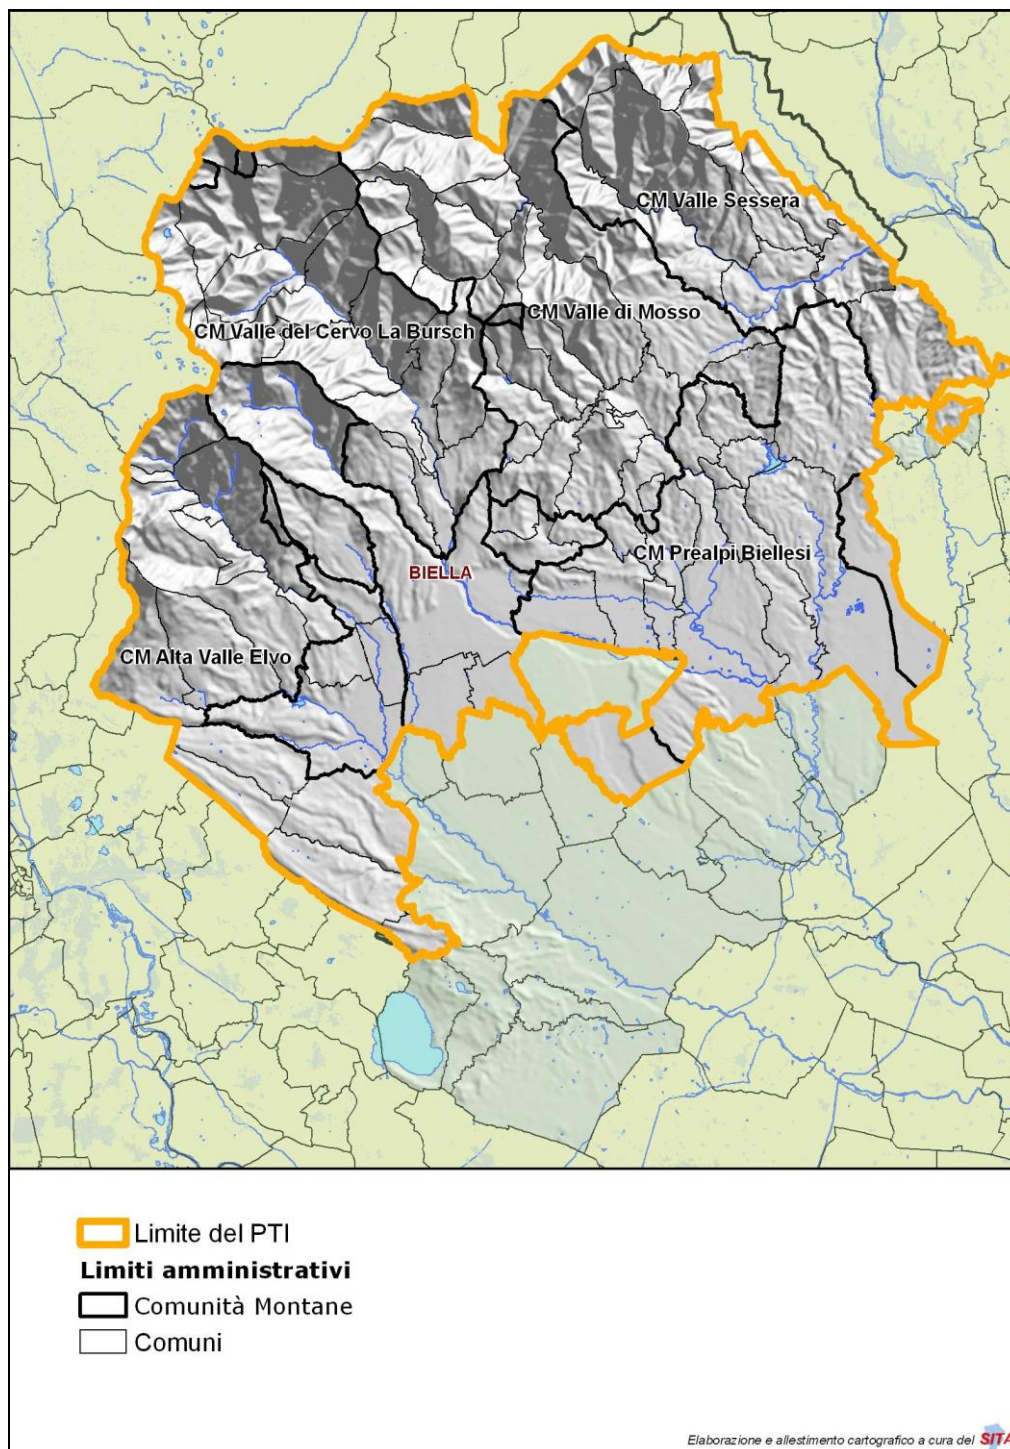 CM Valle Sessera
CM Valle di Mosso
CM Valle del Cervo La Bursch
CM Prealpi Biellesi
BIELLA
CM Alta Valle Elvo
Limite del PTI
Limiti amministrativi
Comunità Montane
Comuni
Elaborazione e allestimento cartografico a cura del SITA